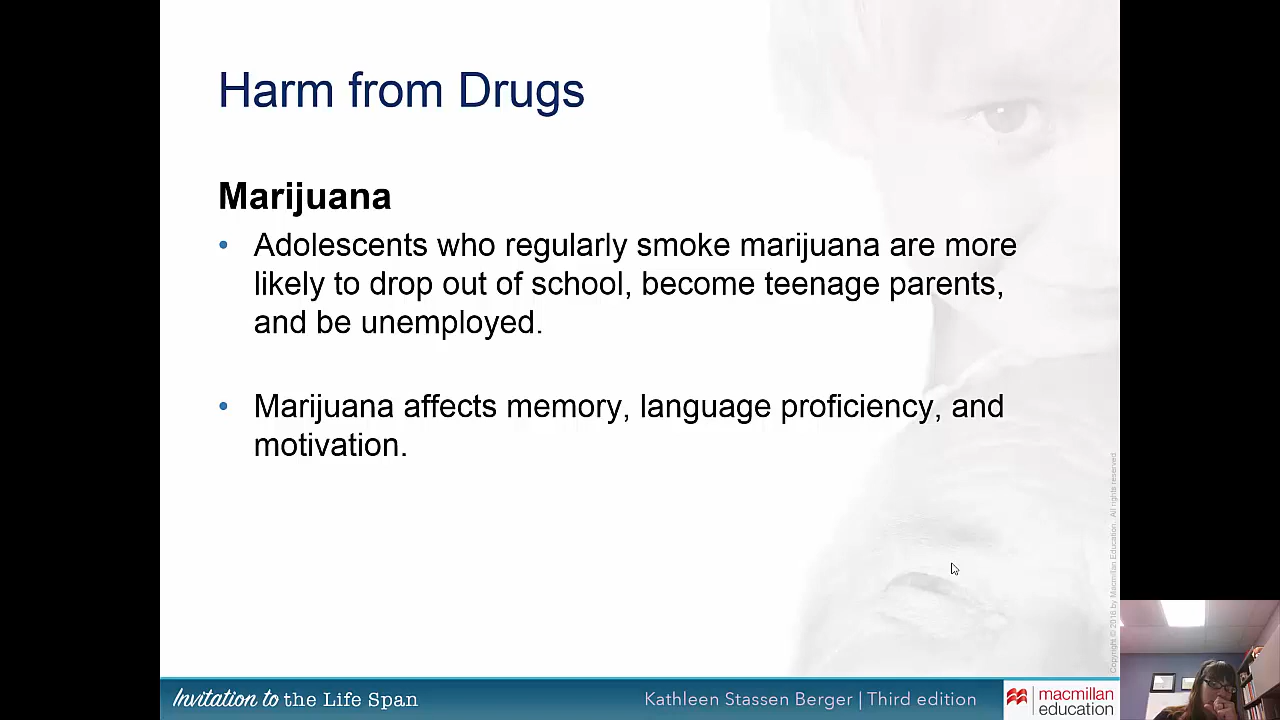 Harm from Drugs
Marijuana
• Adolescents who regularly smoke marijuana are more
likely to drop out of school, become teenage parents,
and be unemployed.
• Marijuana affects memory, language proficiency, and
motivation.
Copyright © 2016 by Macmillan Education. All rights reserved
Invitation to the Life Span
Kathleen Stassen Berger | Third edition
macmillan
education